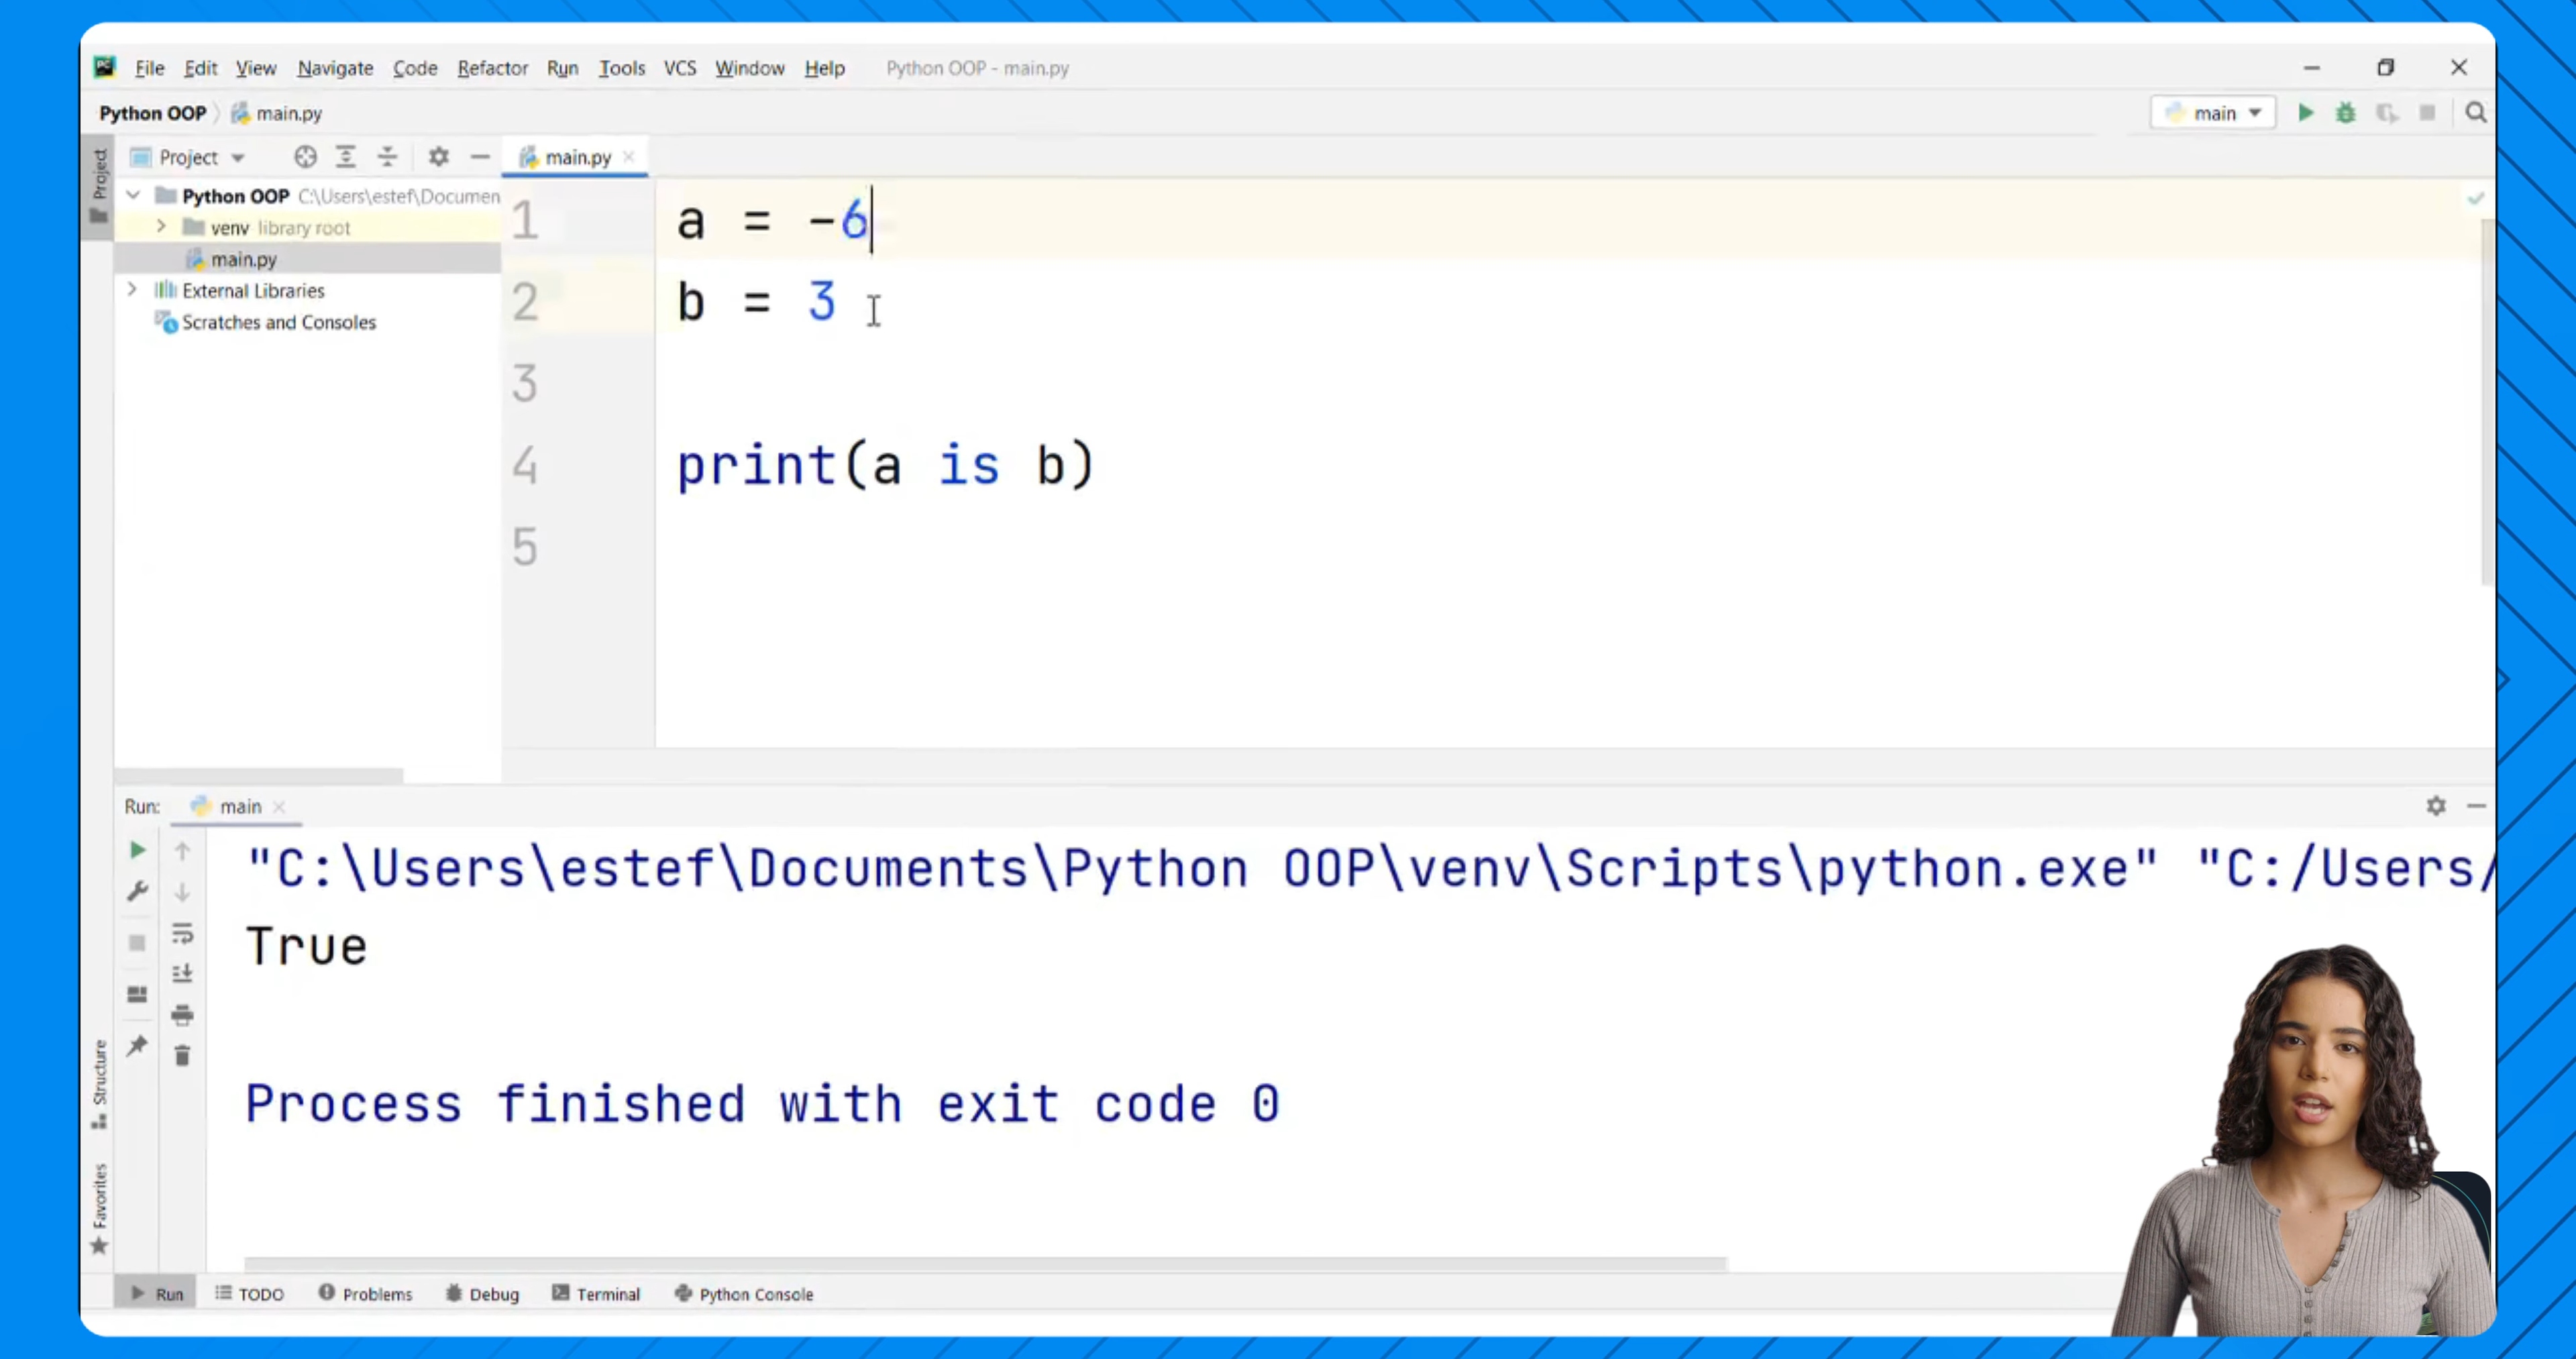 File Edit View Navigate Code Refactor Run Tools VCS Window Help Python OOP - main.py
Python OOP main.py
main
Project
Project
main.py
Python OOP C:\Users\estef\Documen
venv library root
main.py
External Libraries
Scratches and Consoles
1 a = -6
2 b = 3
3
4 print(a is b)
5
Run: main
"C:\Users\estef\Documents\Python OOP\venv\Scripts\python.exe" "C:/Users/
True
Process finished with exit code 0
Structure
Favorites
Run TODO Problems Debug Terminal Python Console